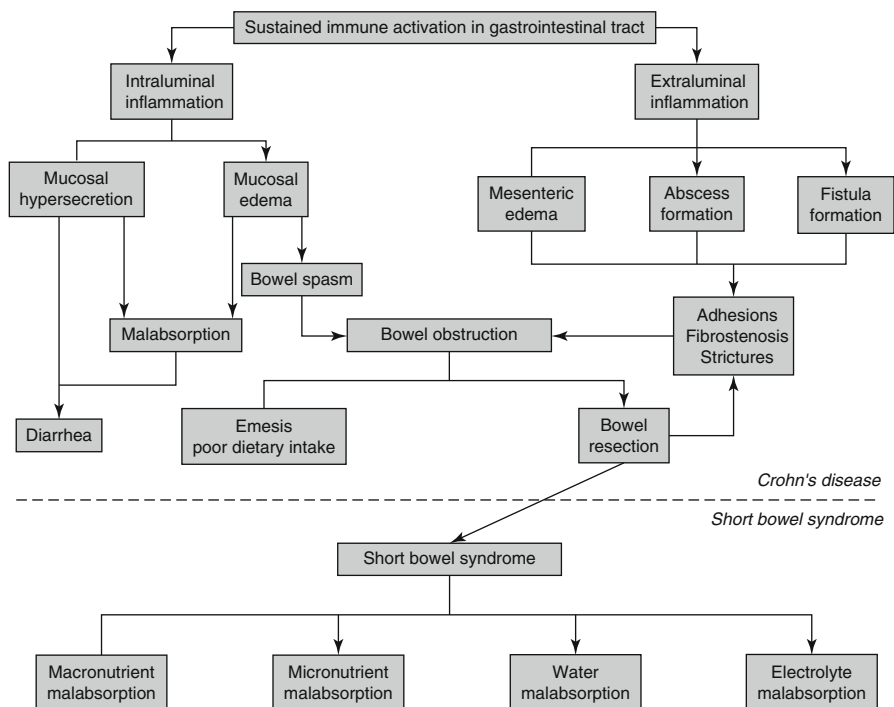 Sustained immune activation in gastrointestinal tract
Intraluminal
inflammation
Extraluminal
inflammation
Mucosal
hypersecretion
Mucosal
edema
Mesenteric
edema
Abscess
formation
Fistula
formation
Bowel spasm
Malabsorption
Bowel obstruction
Adhesions
Fibrostenosis
Strictures
Diarrhea
Emesis
poor dietary intake
Bowel
resection
Crohn's disease
Short bowel syndrome
Short bowel syndrome
Macronutrient
malabsorption
Micronutrient
malabsorption
Water
malabsorption
Electrolyte
malabsorption